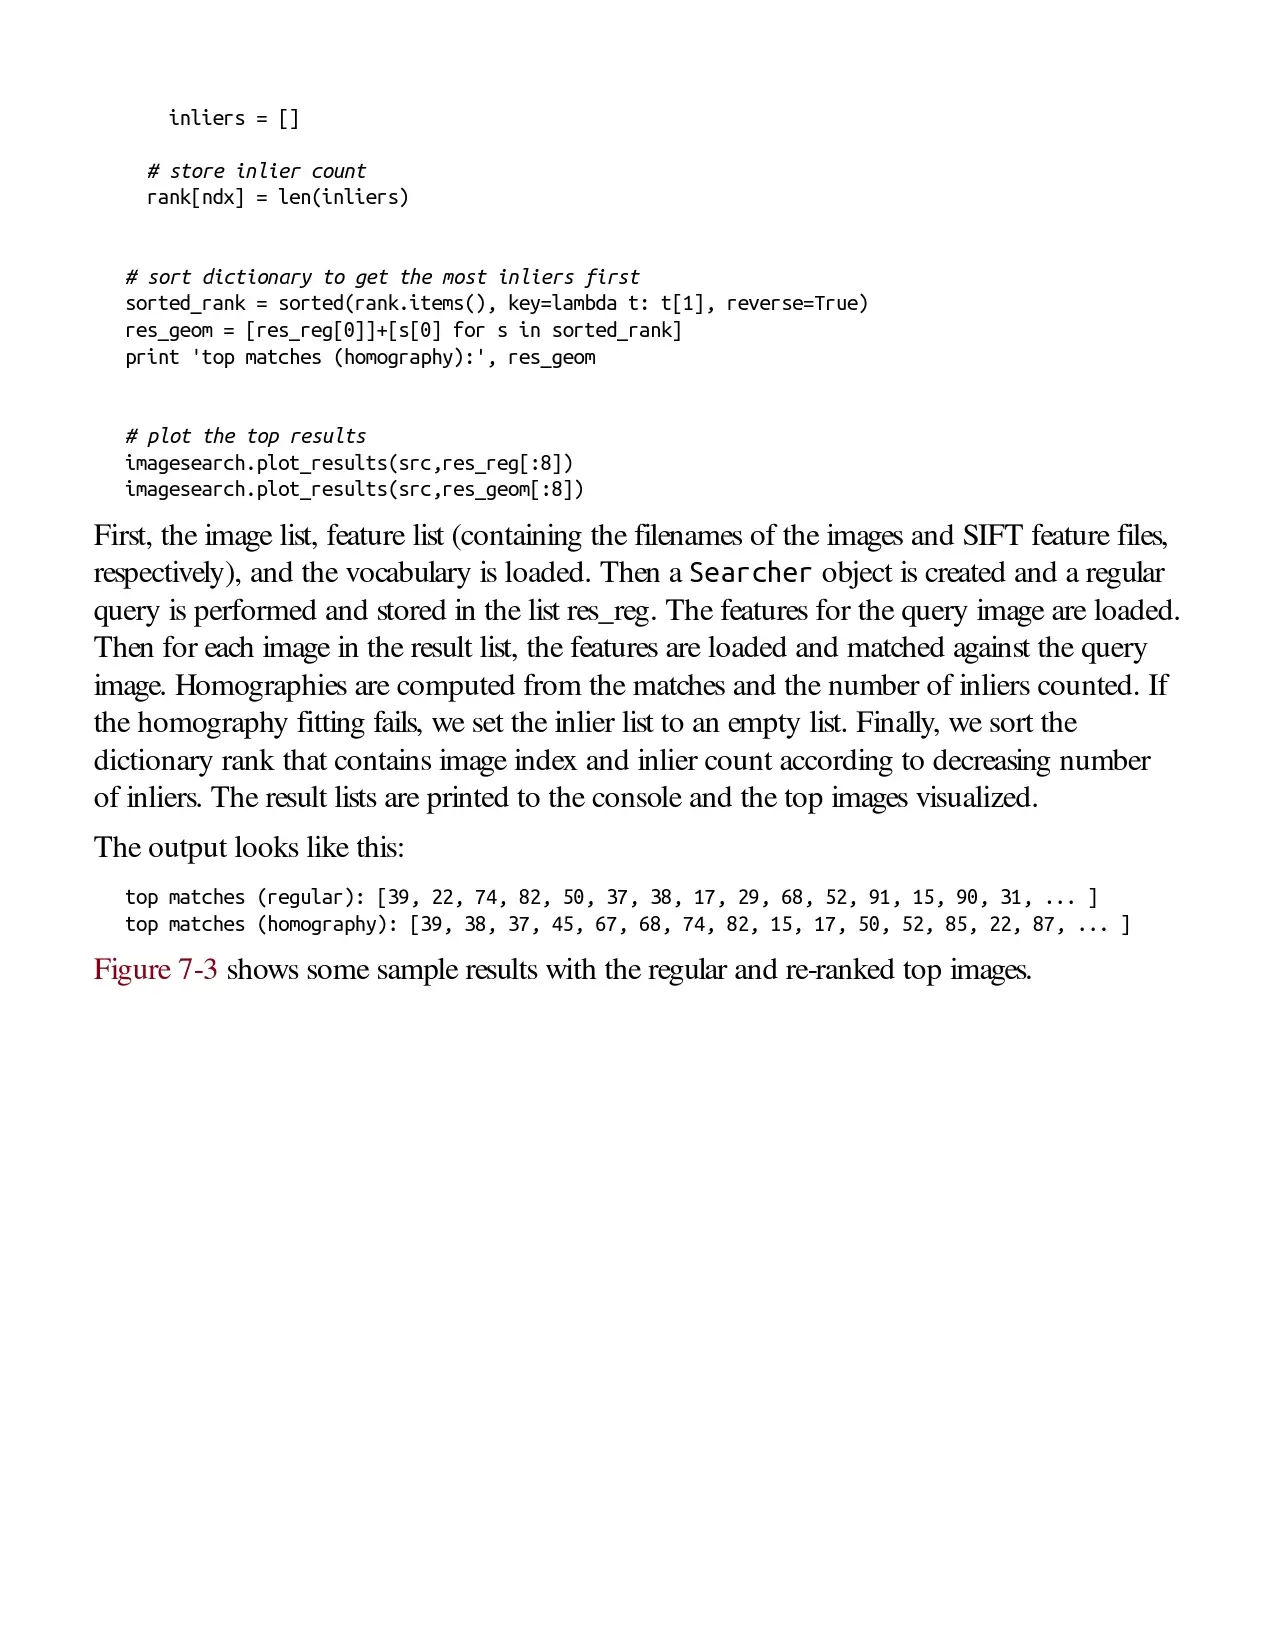 inliers = []
# store inlier count
rank[ndx] = len(inliers)
# sort dictionary to get the most inliers first
sorted_rank = sorted(rank.items(), key=lambda t: t[1], reverse=True)
res_geom = [res_reg[0]]+[s[0] for s in sorted_rank]
print 'top matches (homography):', res_geom
# plot the top results
imagesearch.plot_results(src,res_reg[:8])
imagesearch.plot_results(src,res_geom[:8])
First, the image list, feature list (containing the filenames of the images and SIFT feature files,
respectively), and the vocabulary is loaded. Then a Searcher object is created and a regular
query is performed and stored in the list res_reg. The features for the query image are loaded.
Then for each image in the result list, the features are loaded and matched against the query
image. Homographies are computed from the matches and the number of inliers counted. If
the homography fitting fails, we set the inlier list to an empty list. Finally, we sort the
dictionary rank that contains image index and inlier count according to decreasing number
of inliers. The result lists are printed to the console and the top images visualized.
The output looks like this:
top matches (regular): [39, 22, 74, 82, 50, 37, 38, 17, 29, 68, 52, 91, 15, 90, 31, ... ]
top matches (homography): [39, 38, 37, 45, 67, 68, 74, 82, 15, 17, 50, 52, 85, 22, 87, ... ]
Figure 7-3 shows some sample results with the regular and re-ranked top images.